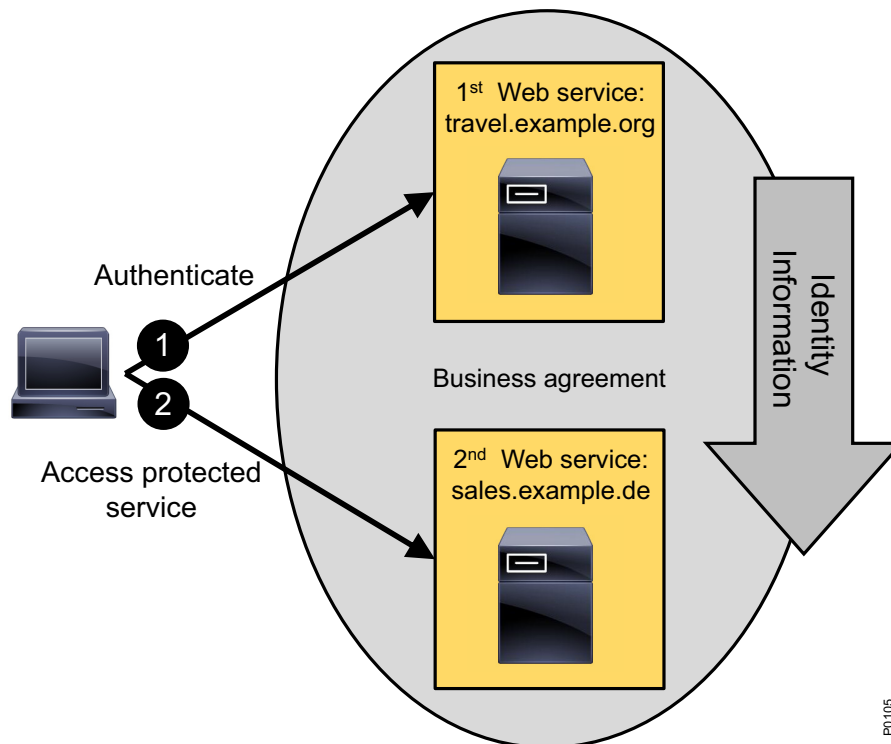 1st Web service:
travel.example.org
Authenticate
1
2
Access protected
service
Business agreement
2nd Web service:
sales.example.de
Identity
Information
P0105